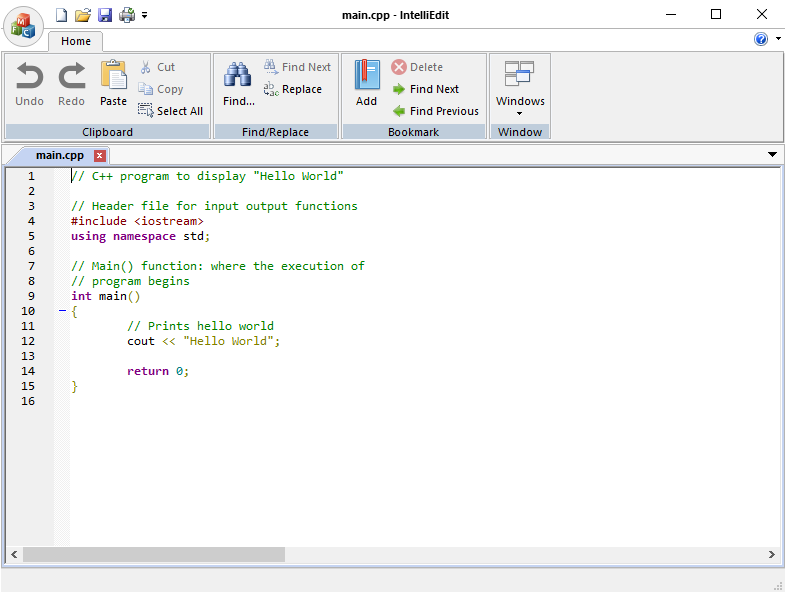 main.cpp - IntelliEdit
Home
Undo
Redo
Paste
Cut
Copy
Select All
Clipboard
Find...
Find Next
Replace
Find/Replace
Add
Delete
Find Next
Find Previous
Bookmark
Windows
Window
main.cpp
1 // C++ program to display "Hello World"
2
3 // Header file for input output functions
4 #include <iostream>
5 using namespace std;
6
7 // Main() function: where the execution of
8 // program begins
9 int main()
10 {
11 // Prints hello world
12 cout << "Hello World";
13
14 return 0;
15 }
16